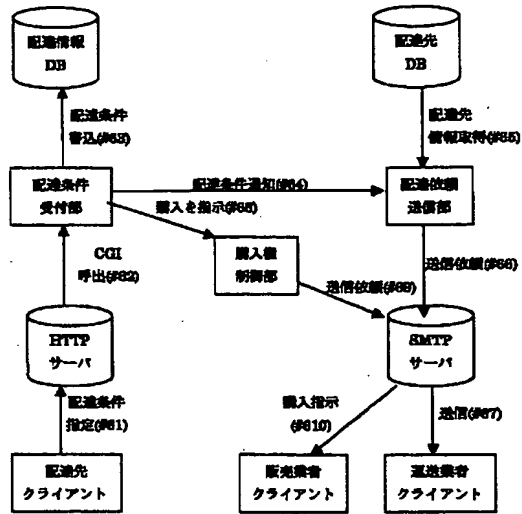 配達情報
DB
配達先
DB
配達条件
書込(#63)
配達先
情報取得(#65)
配達条件
受付部
配達条件通知(#64)
配達依頼
送信部
購入を指示(#68)
CGI
呼出(#62)
購入権
制御部
送信依頼(#66)
送信依頼(#69)
HTTP
サーバ
SMTP
サーバ
配達条件
指定(#61)
購入指示
(#610)
送信(#67)
配達先
クライアント
販売業者
クライアント
運送業者
クライアント